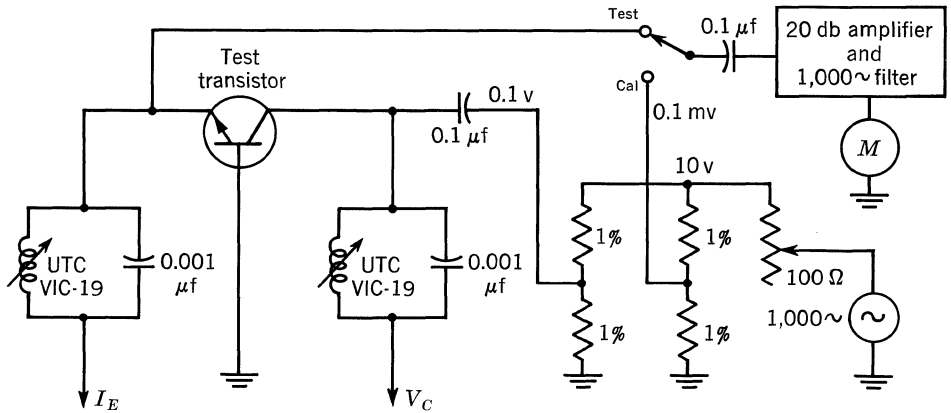 Test
0.1 μf
20 db amplifier
and
1,000~ filter
Test
transistor
Cal
0.1 v
0.1 μf
0.1 mv
M
10 v
UTC
VIC-19
0.001
μf
UTC
VIC-19
0.001
μf
1%
1%
100 Ω
1%
1%
1,000~
~
I_E
V_C